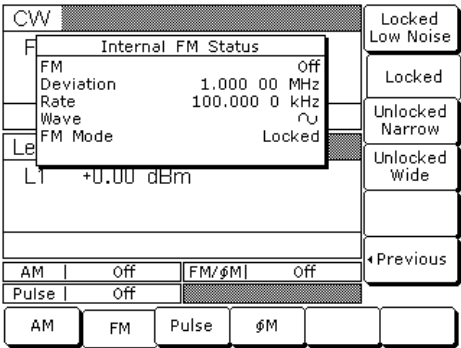 CW
F
Internal FM Status
FM Off
Deviation 1.000 00 MHz
Rate 100.000 0 kHz
Wave
FM Mode Locked
Le
L1 +0.00 dBm
AM | Off
FM/ϕM| Off
Pulse | Off
Locked
Low Noise
Locked
Unlocked
Narrow
Unlocked
Wide
Previous
AM
FM
Pulse
ϕM